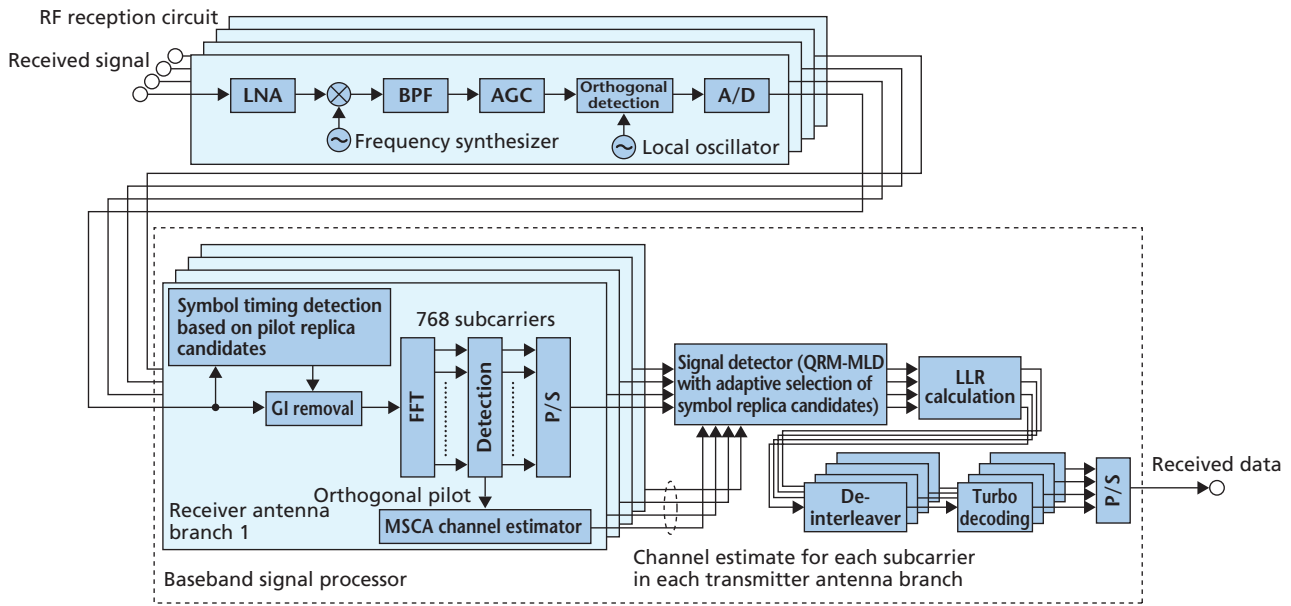 RF reception circuit
Received signal
LNA
BPF
AGC
Orthogonal
detection
A/D
Frequency synthesizer
Local oscillator
Symbol timing detection
based on pilot replica
candidates
768 subcarriers
GI removal
FFT
Detection
P/S
Signal detector (QRM-MLD
with adaptive selection of
symbol replica candidates)
LLR
calculation
Orthogonal pilot
MSCA channel estimator
Receiver antenna
branch 1
De-
interleaver
Turbo
decoding
P/S
Received data
Channel estimate for each subcarrier
in each transmitter antenna branch
Baseband signal processor